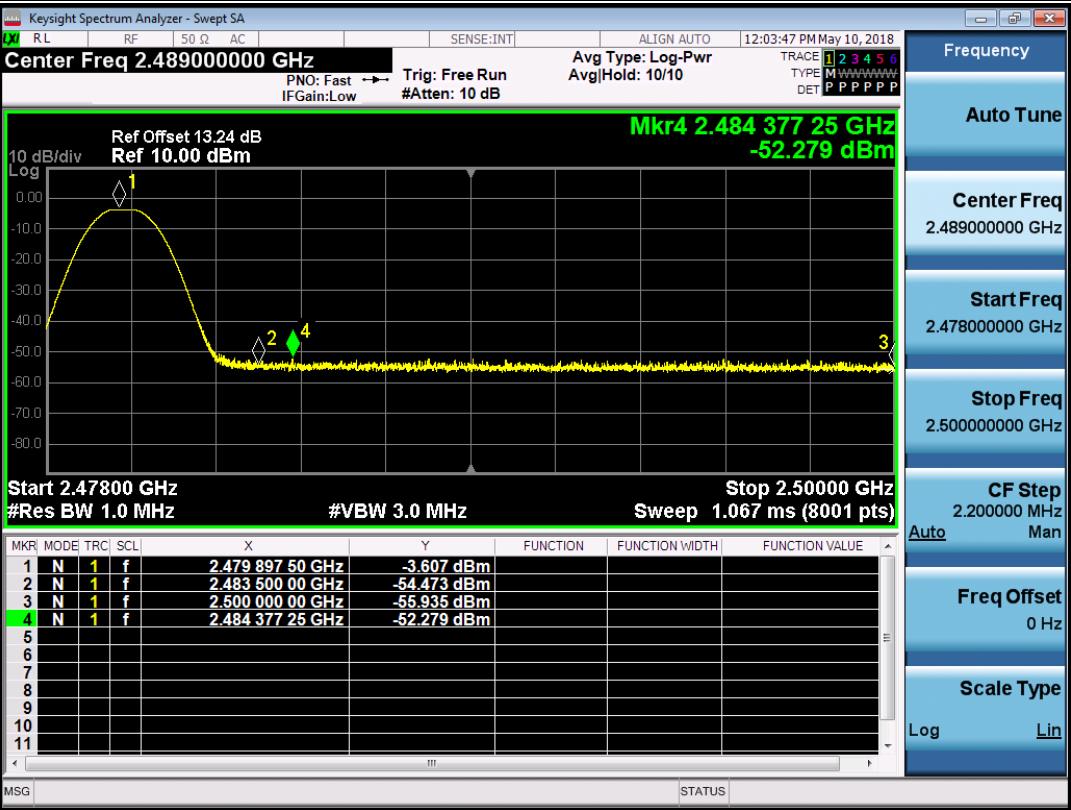 Keysight Spectrum Analyzer - Swept SA
LXI RL RF 50 Ω AC SENSE:INT ALIGN AUTO 12:03:47 PM May 10, 2018
Center Freq 2.489000000 GHz
PNO: Fast
IFGain:Low
Trig: Free Run
#Atten: 10 dB
Avg Type: Log-Pwr
Avg|Hold: 10/10
TRACE 1 2 3 4 5 6
TYPE M WWWWW
DET P P P P P P
Mkr4 2.484 377 25 GHz
-52.279 dBm
Ref Offset 13.24 dB
10 dB/div Ref 10.00 dBm
Log
0.00
-10.0
-20.0
-30.0
-40.0
-50.0
-60.0
-70.0
-80.0
1
2
4
3
Start 2.47800 GHz Stop 2.50000 GHz
#Res BW 1.0 MHz #VBW 3.0 MHz Sweep 1.067 ms (8001 pts)
MKR MODE TRC SCL X Y FUNCTION FUNCTION WIDTH FUNCTION VALUE
1 N 1 f 2.479 897 50 GHz -3.607 dBm
2 N 1 f 2.483 500 00 GHz -54.473 dBm
3 N 1 f 2.500 000 00 GHz -55.935 dBm
4 N 1 f 2.484 377 25 GHz -52.279 dBm
5
6
7
8
9
10
11
MSG STATUS
Frequency
Auto Tune
Center Freq
2.489000000 GHz
Start Freq
2.478000000 GHz
Stop Freq
2.500000000 GHz
CF Step
2.200000 MHz
Auto Man
Freq Offset
0 Hz
Scale Type
Log Lin